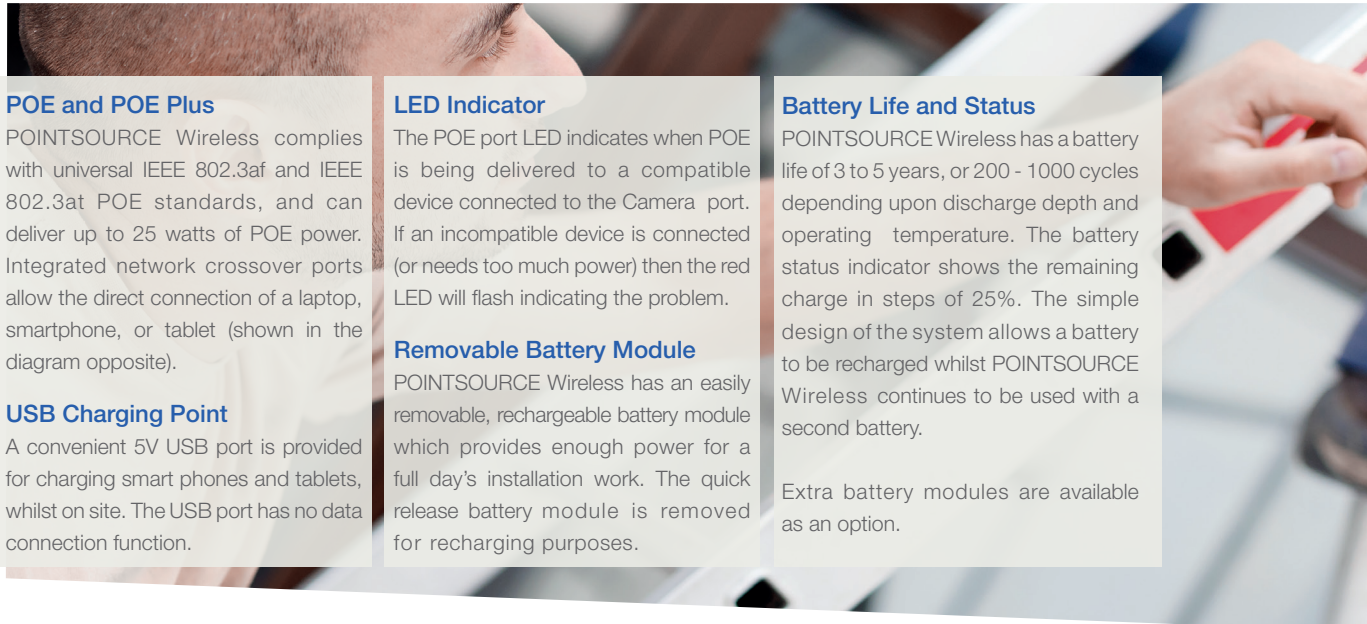 POE and POE Plus
POINTSOURCE Wireless complies
with universal IEEE 802.3af and IEEE
802.3at POE standards, and can
deliver up to 25 watts of POE power.
Integrated network crossover ports
allow the direct connection of a laptop,
smartphone, or tablet (shown in the
diagram opposite).
USB Charging Point
A convenient 5V USB port is provided
for charging smart phones and tablets,
whilst on site. The USB port has no data
connection function.
LED Indicator
The POE port LED indicates when POE
is being delivered to a compatible
device connected to the Camera port.
If an incompatible device is connected
(or needs too much power) then the red
LED will flash indicating the problem.
Removable Battery Module
POINTSOURCE Wireless has an easily
removable, rechargeable battery module
which provides enough power for a
full day's installation work. The quick
release battery module is removed
for recharging purposes.
Battery Life and Status
POINTSOURCE Wireless has a battery
life of 3 to 5 years, or 200 - 1000 cycles
depending upon discharge depth and
operating temperature. The battery
status indicator shows the remaining
charge in steps of 25%. The simple
design of the system allows a battery
to be recharged whilst POINTSOURCE
Wireless continues to be used with a
second battery.
Extra battery modules are available
as an option.